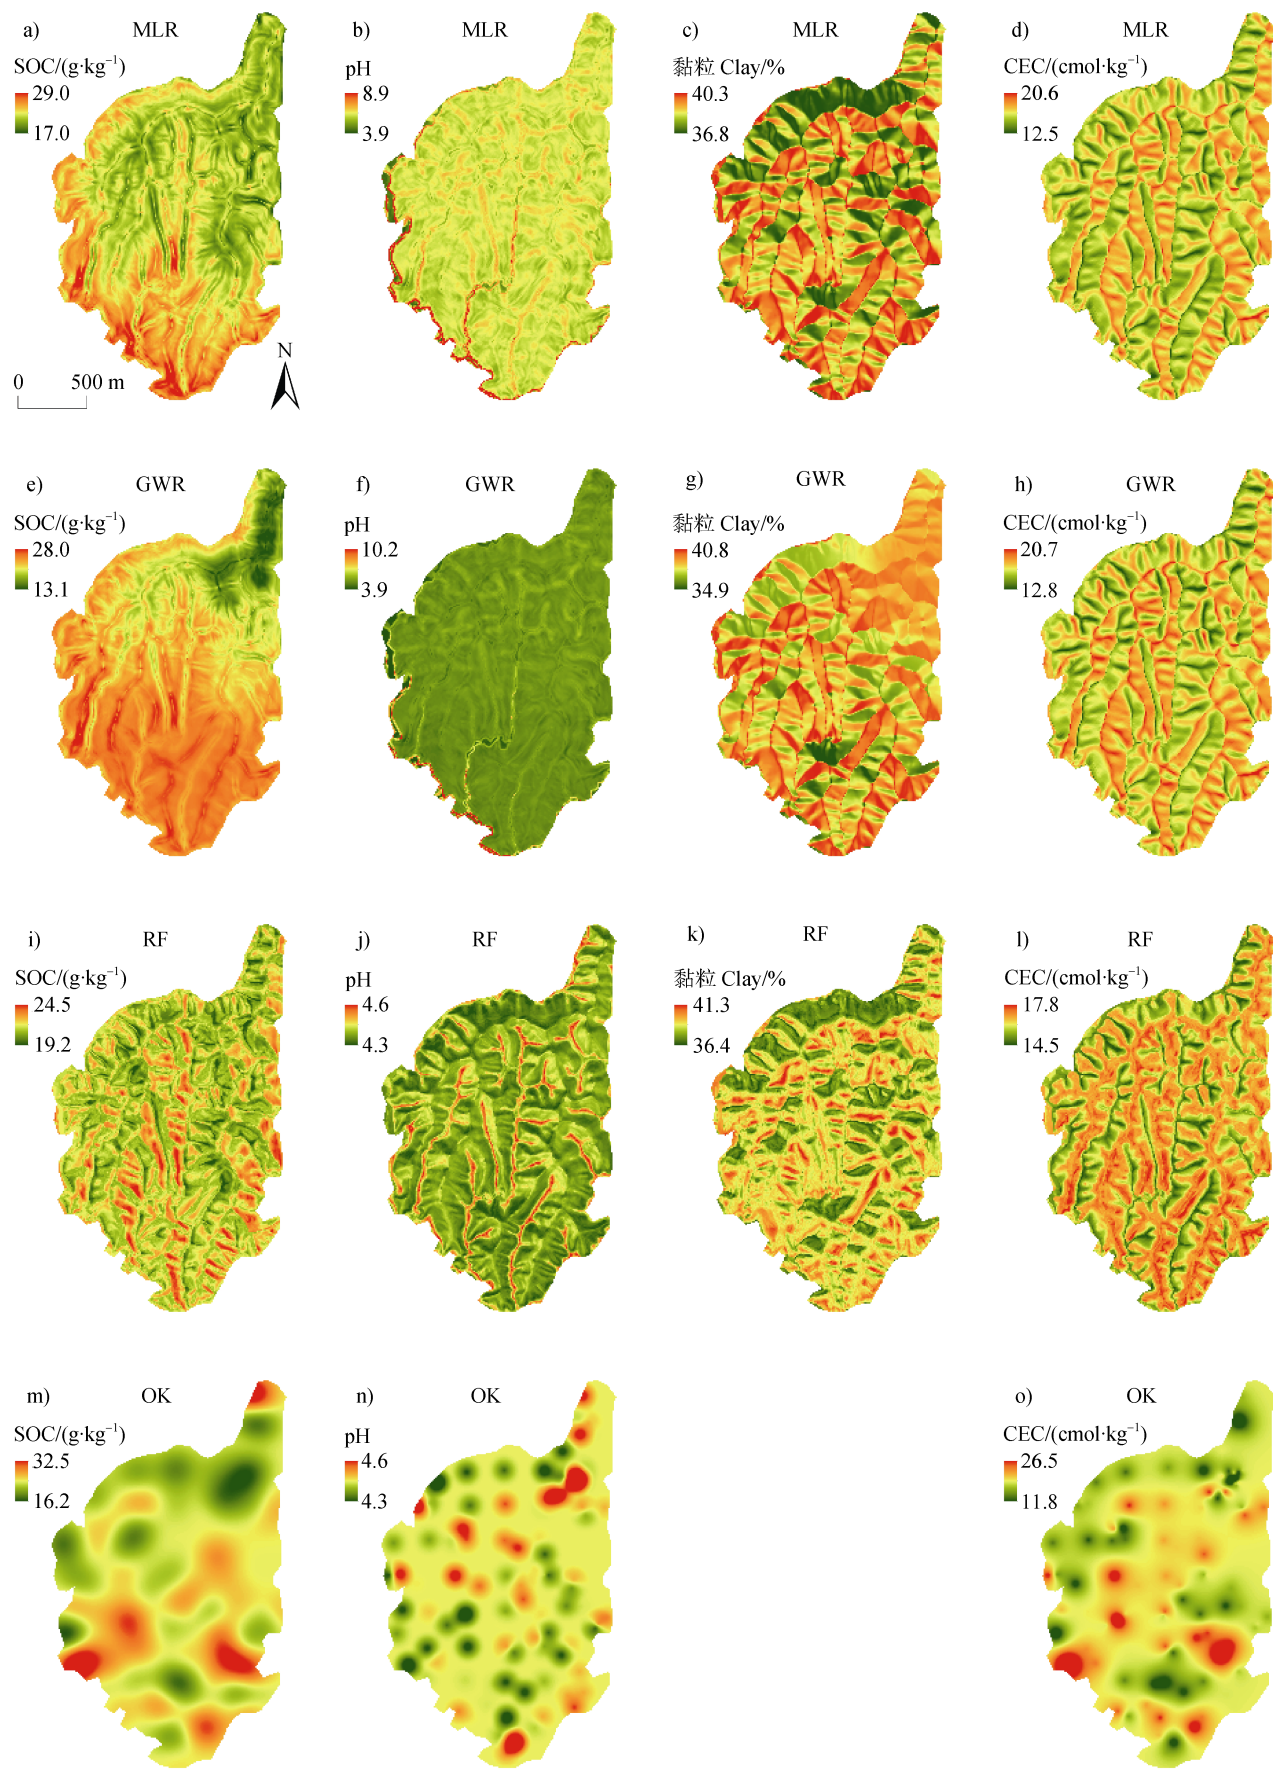 a) MLR
SOC/(g·kg⁻¹)
29.0
17.0
b) MLR
pH
8.9
3.9
c) MLR
黏粒 Clay/%
40.3
36.8
d) MLR
CEC/(cmol·kg⁻¹)
20.6
12.5
0 500 m
N
e) GWR
SOC/(g·kg⁻¹)
28.0
13.1
f) GWR
pH
10.2
3.9
g) GWR
黏粒 Clay/%
40.8
34.9
h) GWR
CEC/(cmol·kg⁻¹)
20.7
12.8
i) RF
SOC/(g·kg⁻¹)
24.5
19.2
j) RF
pH
4.6
4.3
k) RF
黏粒 Clay/%
41.3
36.4
l) RF
CEC/(cmol·kg⁻¹)
17.8
14.5
m) OK
SOC/(g·kg⁻¹)
32.5
16.2
n) OK
pH
4.6
4.3
o) OK
CEC/(cmol·kg⁻¹)
26.5
11.8